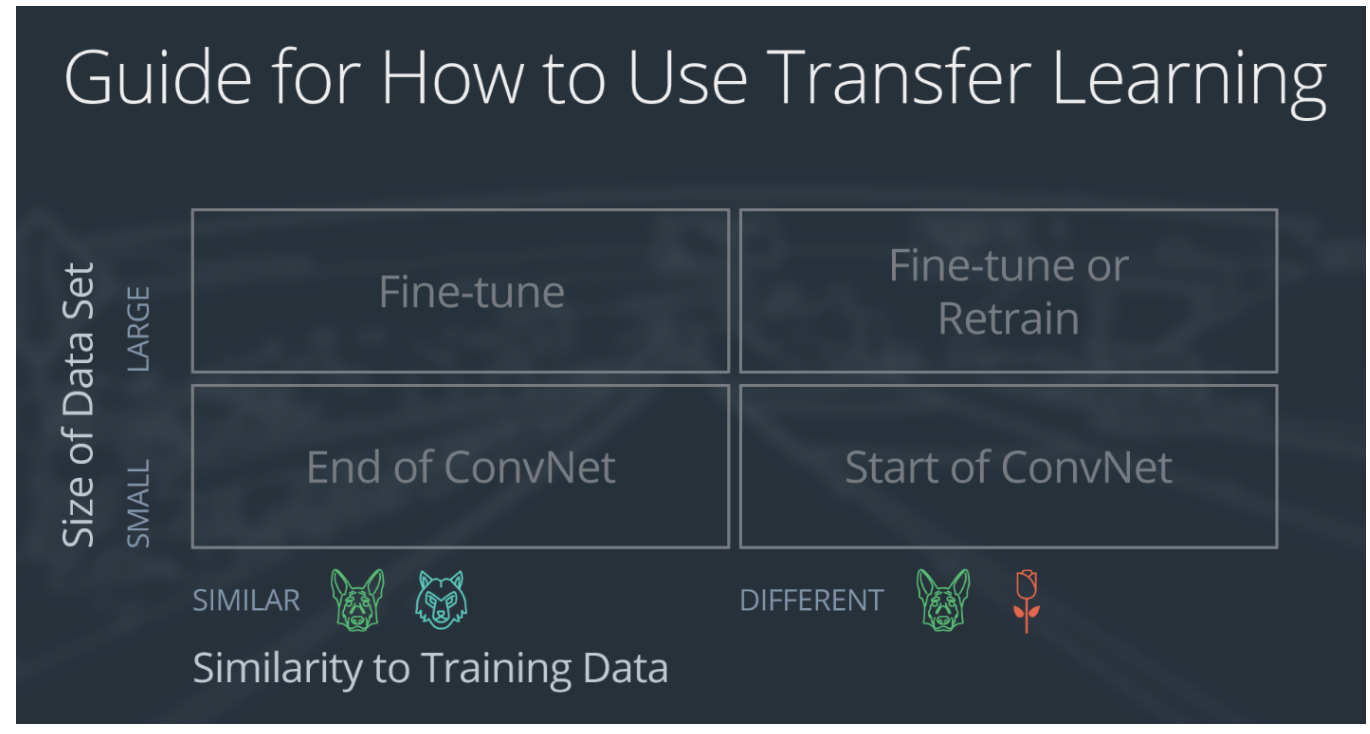 Guide for How to Use Transfer Learning
Size of Data Set
LARGE
Fine-tune
Fine-tune or
Retrain
SMALL
End of ConvNet
Start of ConvNet
SIMILAR
DIFFERENT
Similarity to Training Data